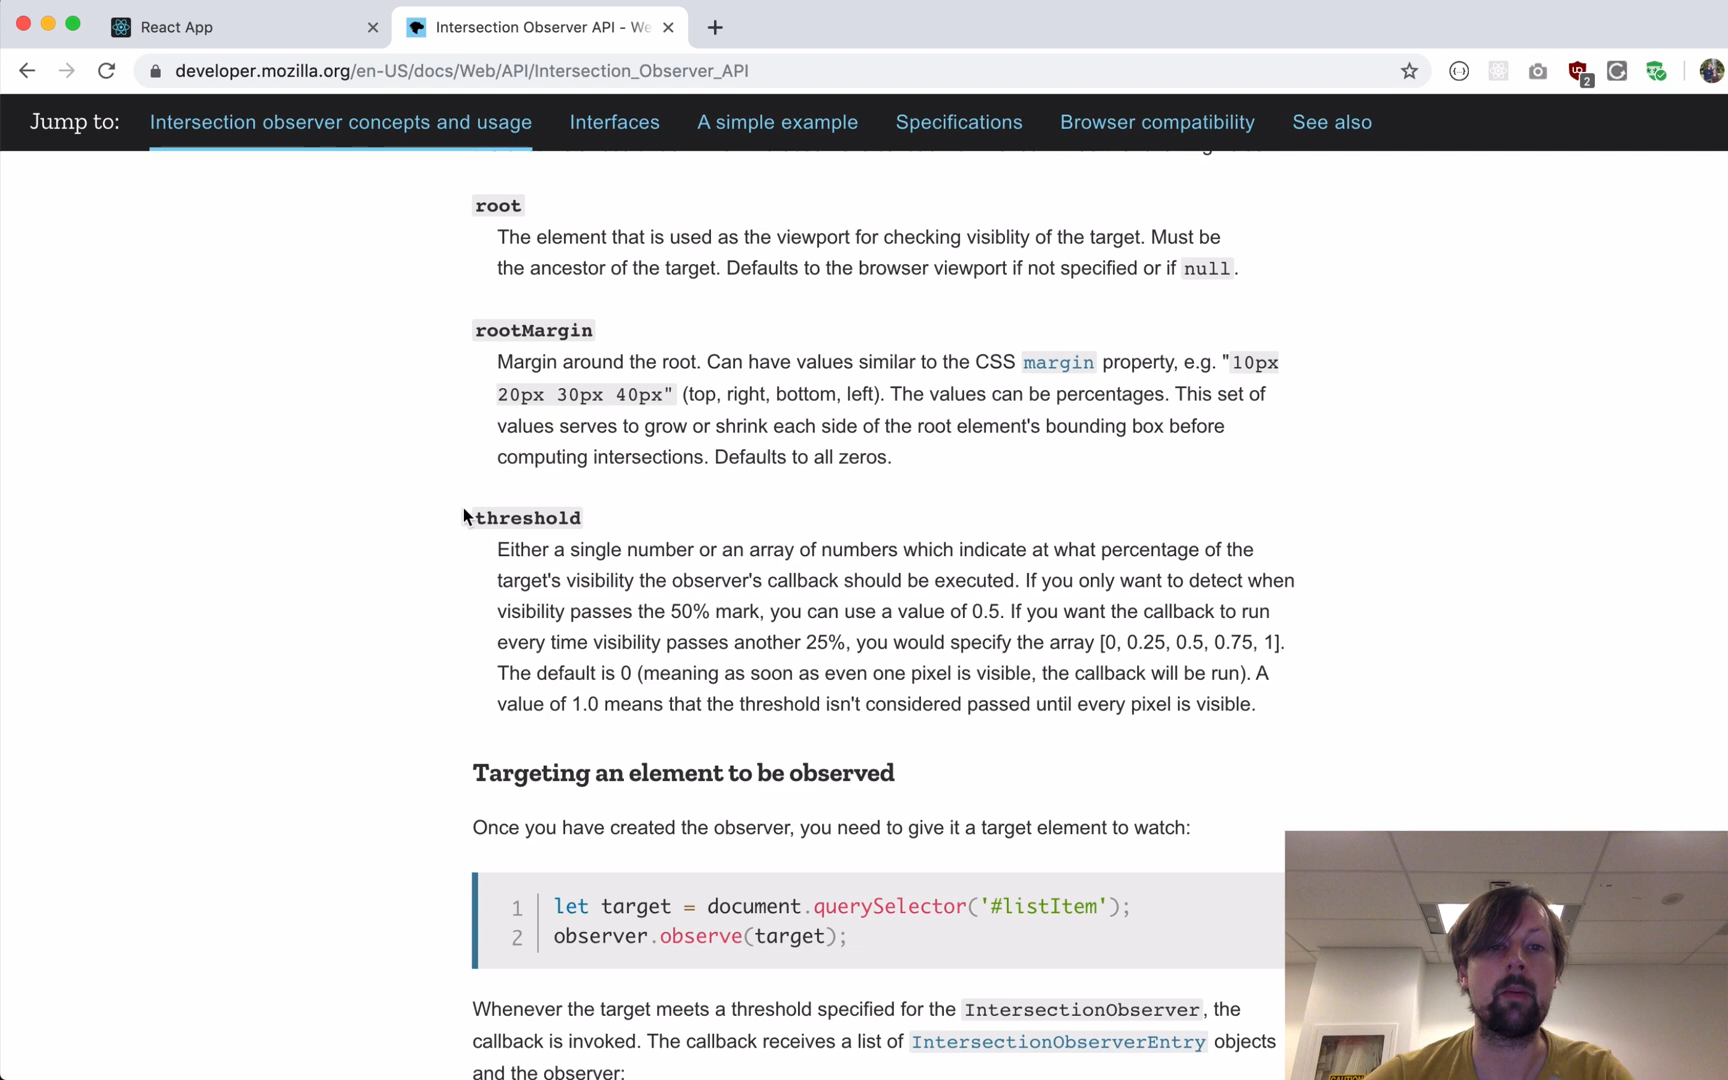 React App
Intersection Observer API - We
developer.mozilla.org/en-US/docs/Web/API/Intersection_Observer_API
2
Jump to: Intersection observer concepts and usage Interfaces A simple example Specifications Browser compatibility See also
root
The element that is used as the viewport for checking visiblity of the target. Must be
the ancestor of the target. Defaults to the browser viewport if not specified or if null.
rootMargin
Margin around the root. Can have values similar to the CSS margin property, e.g. "10px
20px 30px 40px" (top, right, bottom, left). The values can be percentages. This set of
values serves to grow or shrink each side of the root element's bounding box before
computing intersections. Defaults to all zeros.
threshold
Either a single number or an array of numbers which indicate at what percentage of the
target's visibility the observer's callback should be executed. If you only want to detect when
visibility passes the 50% mark, you can use a value of 0.5. If you want the callback to run
every time visibility passes another 25%, you would specify the array [0, 0.25, 0.5, 0.75, 1].
The default is 0 (meaning as soon as even one pixel is visible, the callback will be run). A
value of 1.0 means that the threshold isn't considered passed until every pixel is visible.
Targeting an element to be observed
Once you have created the observer, you need to give it a target element to watch:
1 let target = document.querySelector('#listItem');
2 observer.observe(target);
Whenever the target meets a threshold specified for the IntersectionObserver, the
callback is invoked. The callback receives a list of IntersectionObserverEntry objects
and the observer: